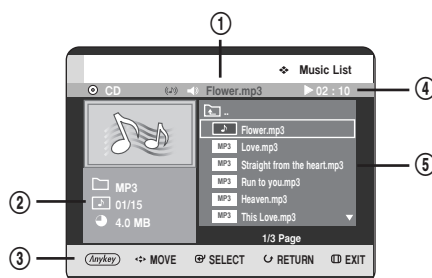 ①
❖ Music List
CD Flower.mp3 02 : 10
④
..
Flower.mp3
MP3 Love.mp3
MP3 Straight from the heart.mp3
⑤
MP3 Run to you.mp3
MP3 Heaven.mp3
MP3 This Love.mp3
MP3
② 01/15
4.0 MB
1/3 Page
③ Anykey MOVE SELECT RETURN EXIT